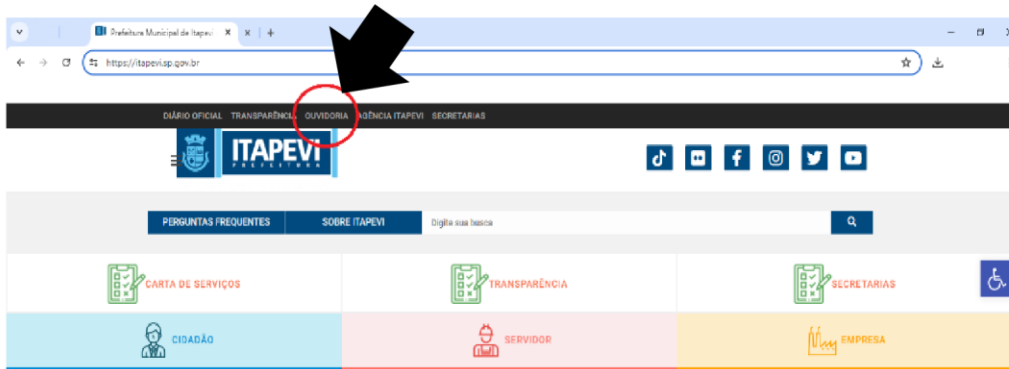 Prefeitura Municipal de Itapevi
https://itapevi.sp.gov.br
DIÁRIO OFICIAL TRANSPARÊNCIA OUVIDORIA AGÊNCIA ITAPEVI SECRETARIAS
ITAPEVI
PREFEITURA
PERGUNTAS FREQUENTES SOBRE ITAPEVI Digite sua busca
CARTA DE SERVIÇOS TRANSPARÊNCIA SECRETARIAS
CIDADÃO SERVIDOR EMPRESA